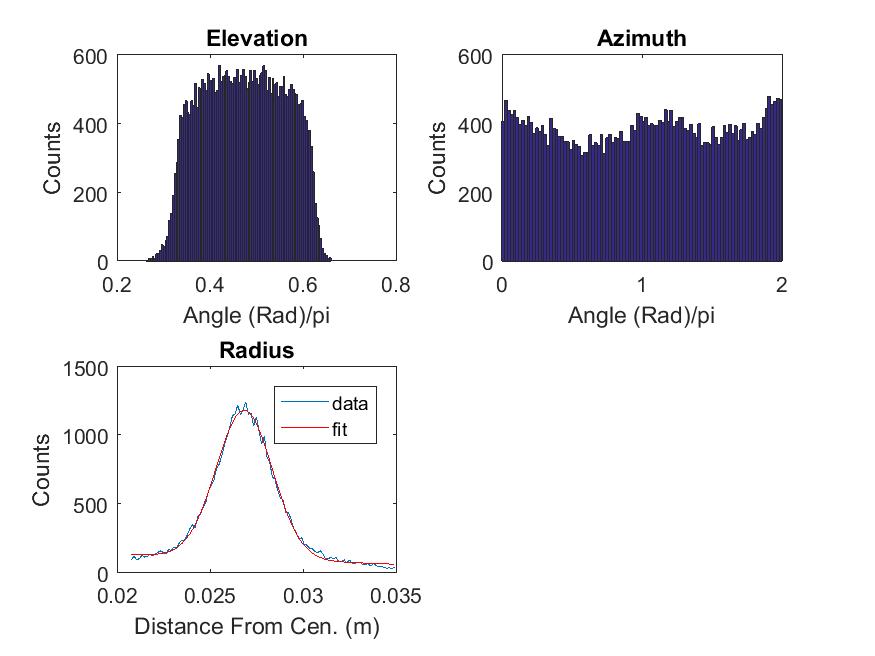 Elevation
600
400
200
0
Counts
0.2 0.4 0.6 0.8
Angle (Rad)/pi
Azimuth
600
400
200
0
Counts
0 1 2
Angle (Rad)/pi
Radius
1500
1000
500
0
Counts
data
fit
0.02 0.025 0.03 0.035
Distance From Cen. (m)